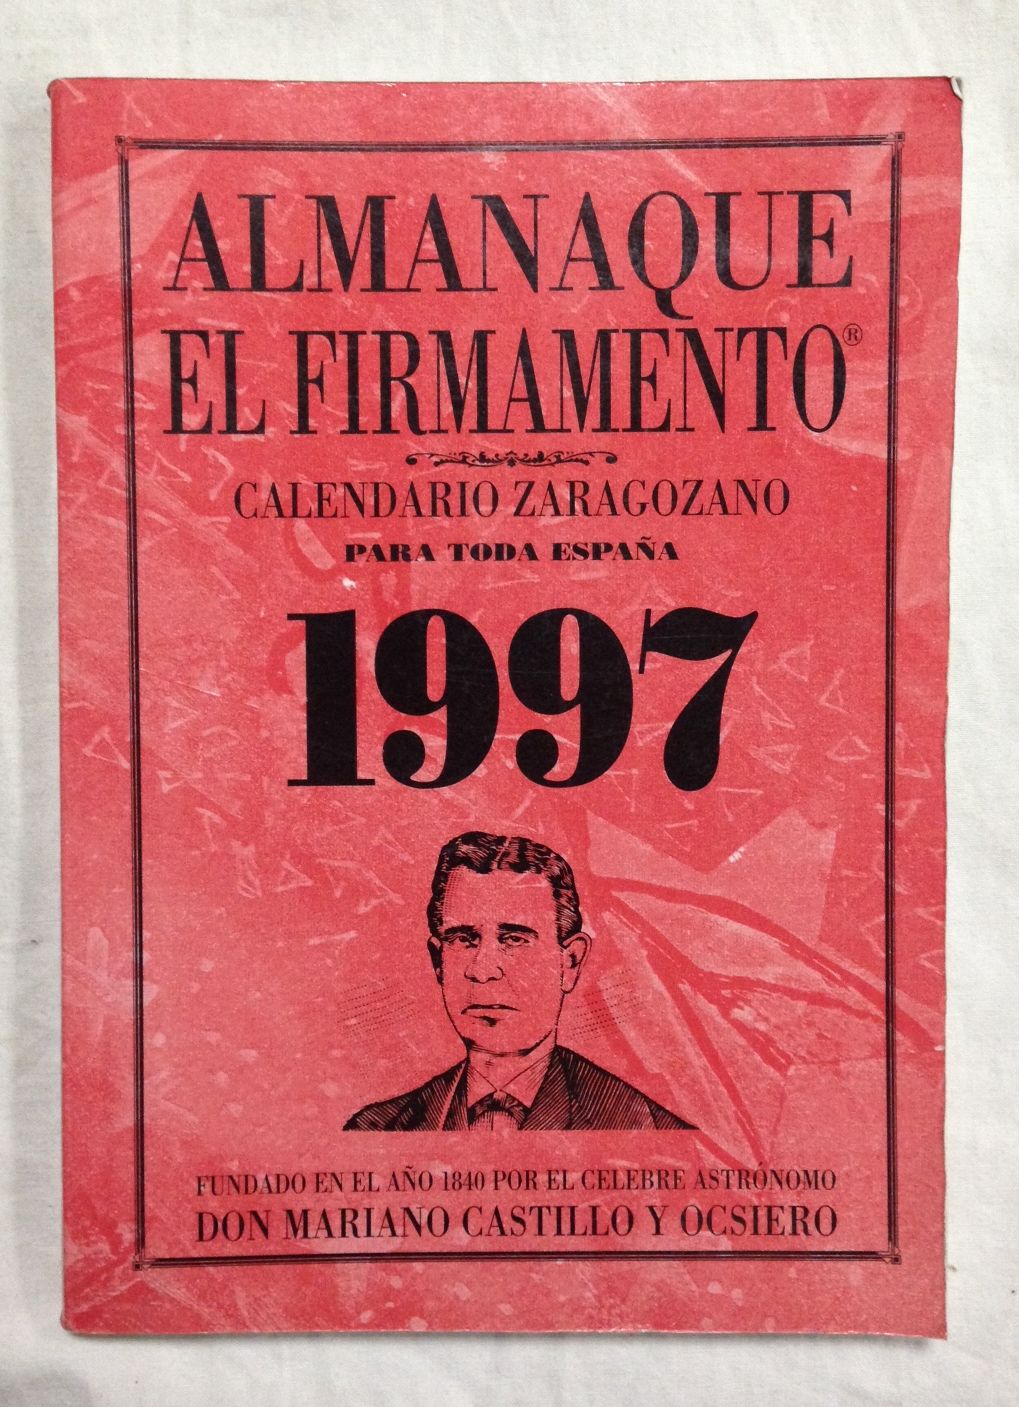 ALMANAQUE
EL FIRMAMENTO®
CALENDARIO ZARAGOZANO
PARA TODA ESPAÑA
1997
FUNDADO EN EL AÑO 1840 POR EL CELEBRE ASTRÓNOMO
DON MARIANO CASTILLO Y OCSIERO